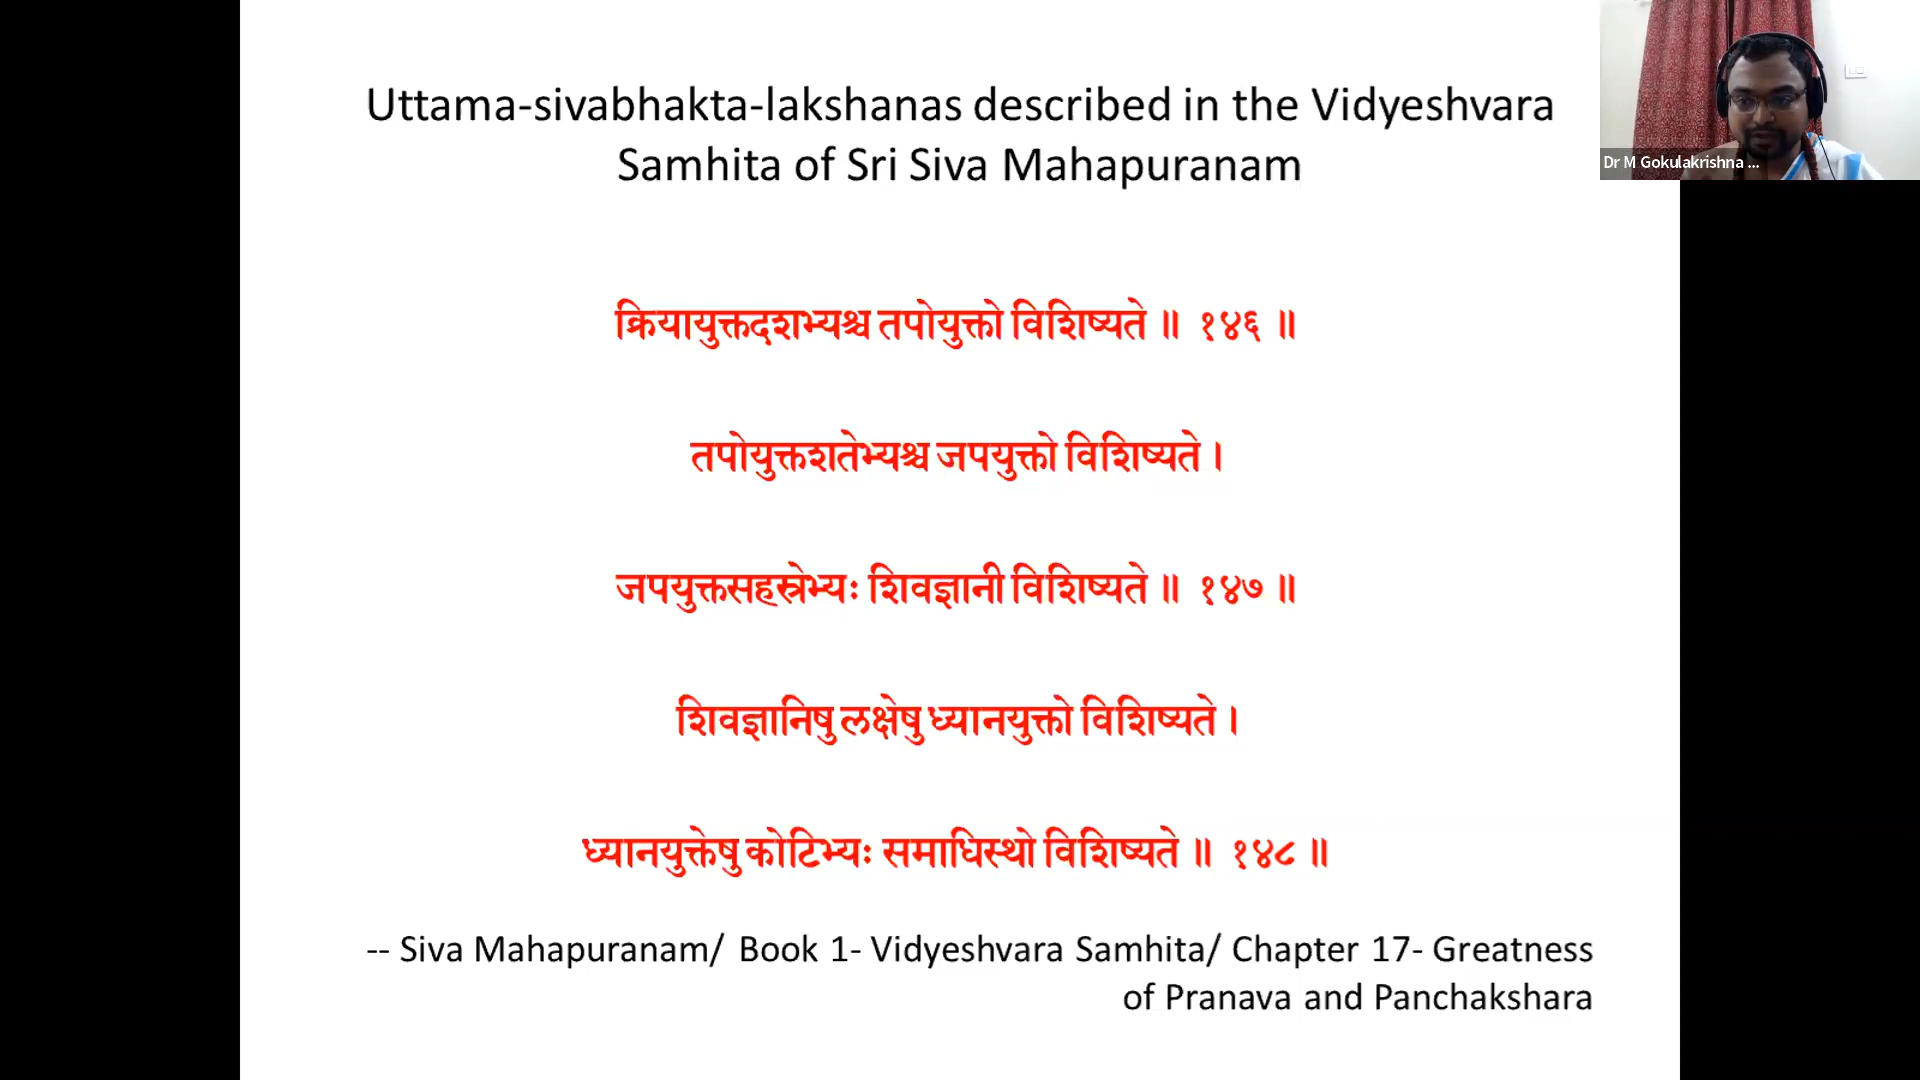 Uttama-sivabhakta-lakshanas described in the Vidyeshvara
Samhita of Sri Siva Mahapuranam
Dr M Gokulakrishna ...
क्रियायुक्तदशभ्यश्च तपोयुक्तो विशिष्यते ॥ १४६ ॥
तपोयुक्तशतेभ्यश्च जपयुक्तो विशिष्यते ।
जपयुक्तसहस्रेभ्यः शिवज्ञानी विशिष्यते ॥ १४७ ॥
शिवज्ञानिषु लक्षेषु ध्यानयुक्तो विशिष्यते ।
ध्यानयुक्तेषु कोटिभ्यः समाधिस्थो विशिष्यते ॥ १४८ ॥
-- Siva Mahapuranam/ Book 1- Vidyeshvara Samhita/ Chapter 17- Greatness
of Pranava and Panchakshara